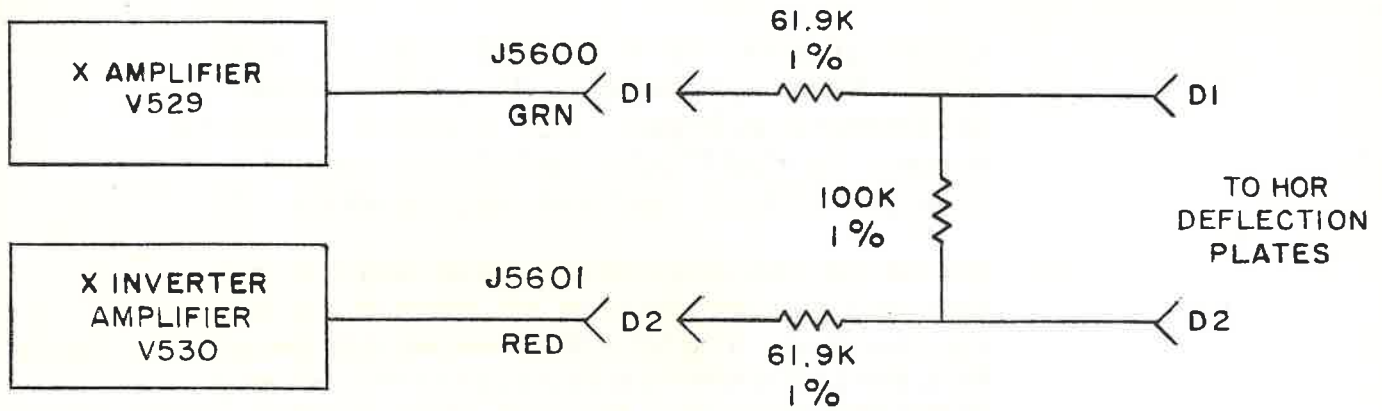 X AMPLIFIER
V529
J5600
GRN
D1
61.9K
1%
D1
100K
1%
TO HOR
DEFLECTION
PLATES
X INVERTER
AMPLIFIER
V530
J5601
RED
D2
61.9K
1%
D2